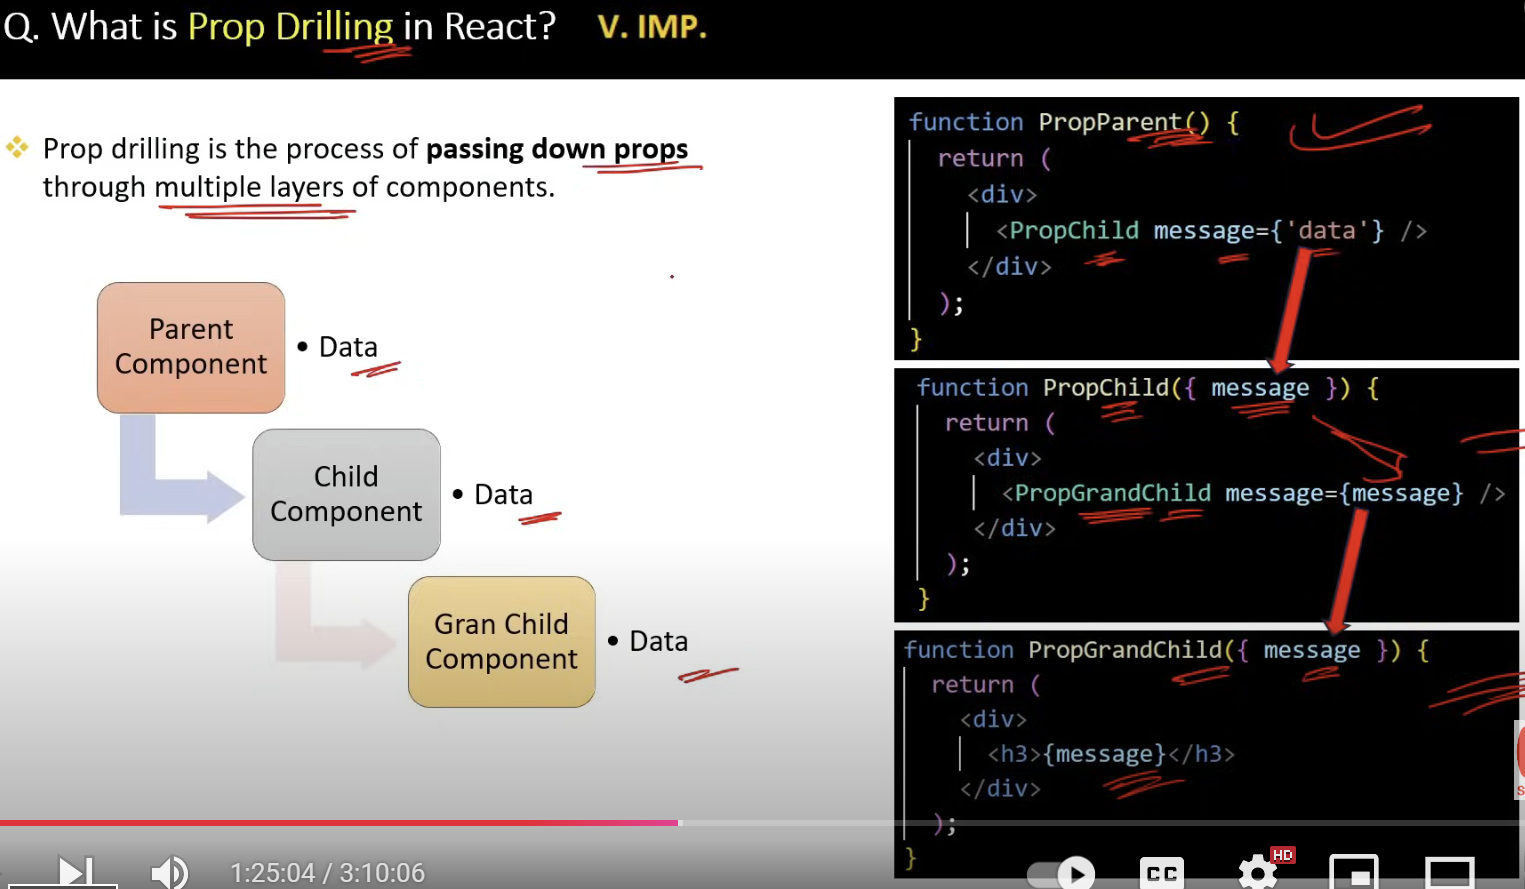 Q. What is Prop Drilling in React? V. IMP.
Prop drilling is the process of passing down props
through multiple layers of components.
Parent
Component
• Data
Child
Component
• Data
Gran Child
Component
• Data
function PropParent() {
return (
<div>
<PropChild message={'data'} />
</div>
);
}
function PropChild({ message }) {
return (
<div>
<PropGrandChild message={message} />
</div>
);
}
function PropGrandChild({ message }) {
return (
<div>
<h3>{message}</h3>
</div>
);
}
1:25:04 / 3:10:06
CC
HD